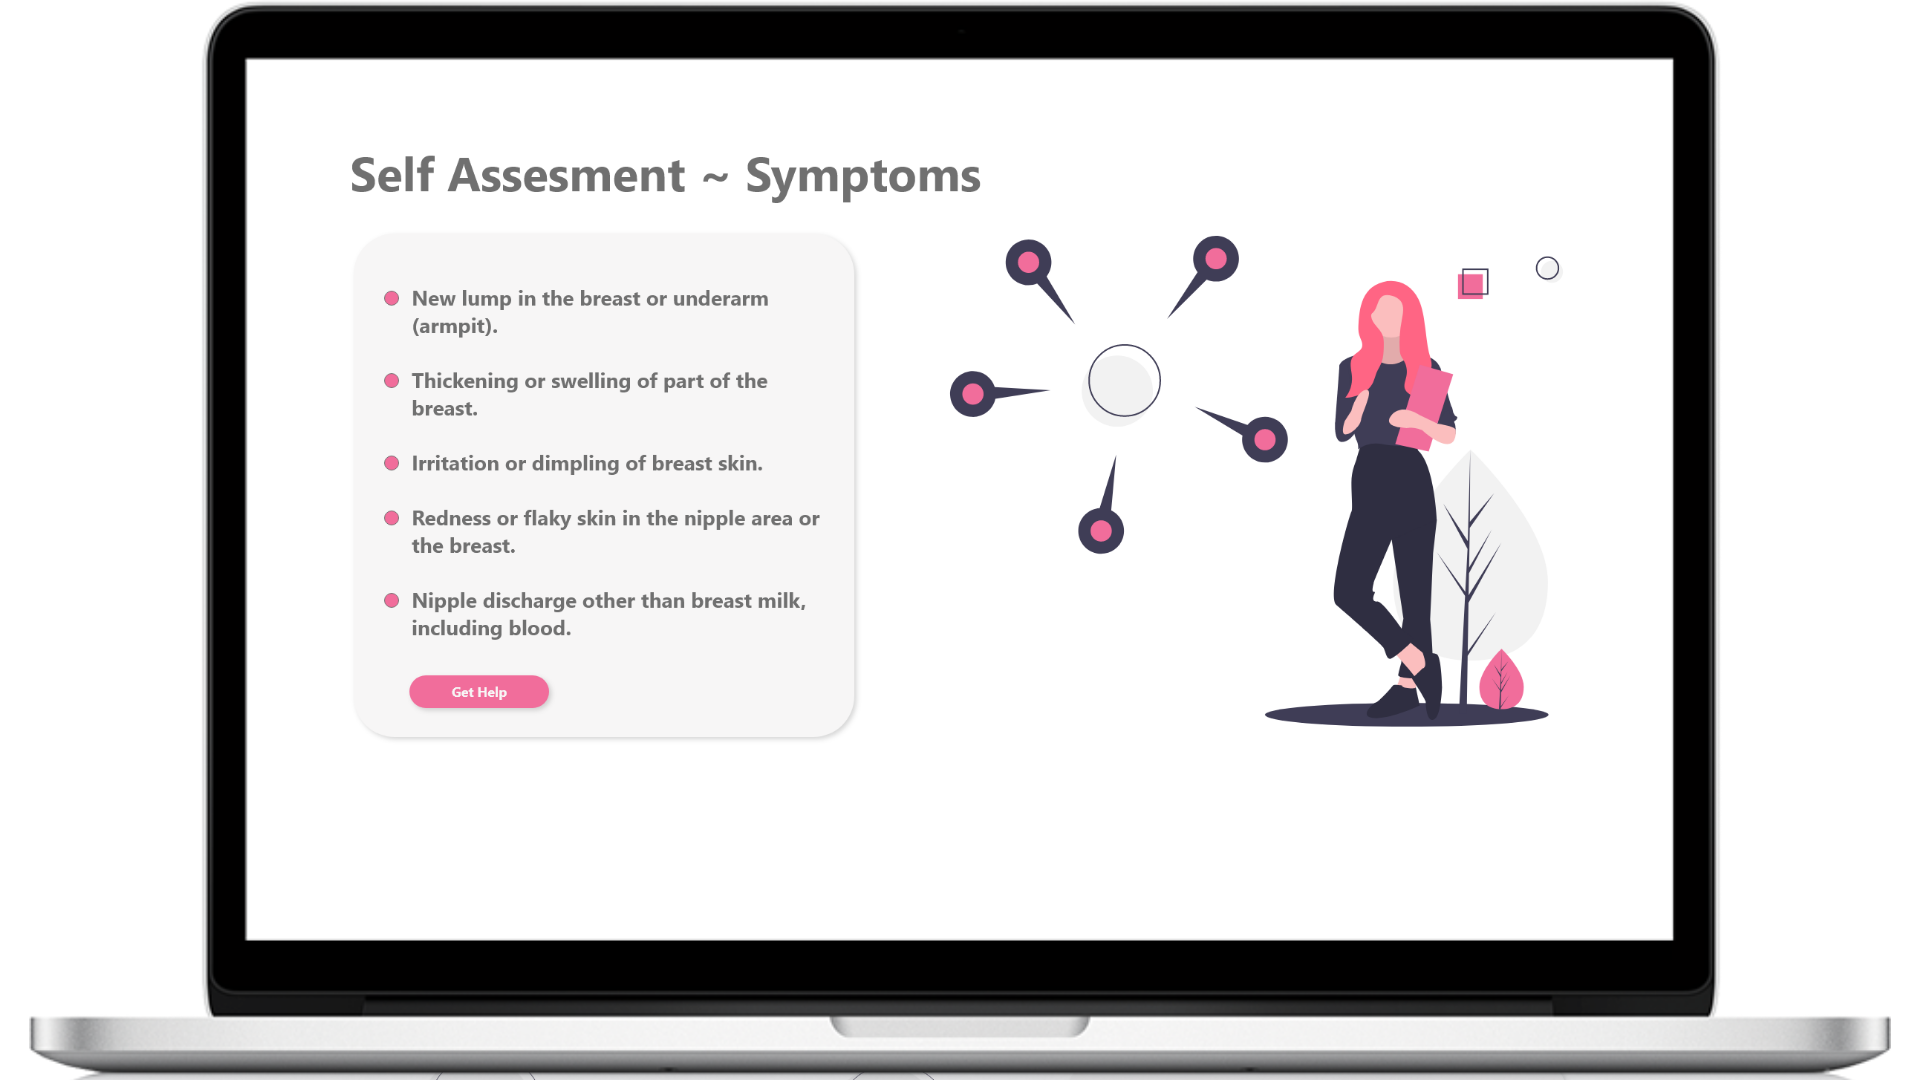 Self Assesment ~ Symptoms
New lump in the breast or underarm
(armpit).
Thickening or swelling of part of the
breast.
Irritation or dimpling of breast skin.
Redness or flaky skin in the nipple area or
the breast.
Nipple discharge other than breast milk,
including blood.
Get Help